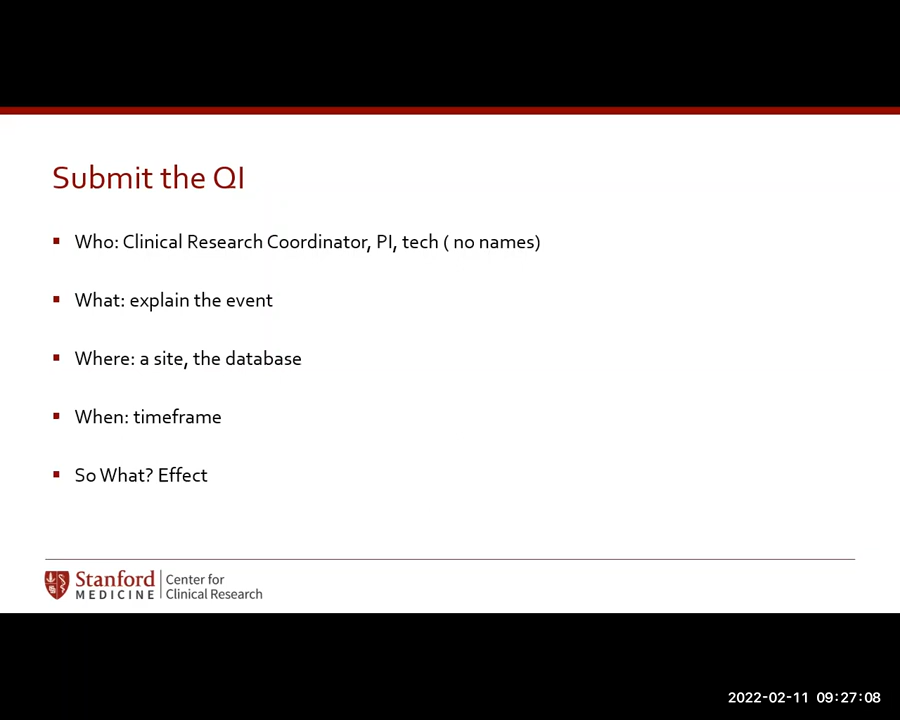 Submit the QI
▪ Who: Clinical Research Coordinator, PI, tech ( no names)
▪ What: explain the event
▪ Where: a site, the database
▪ When: timeframe
▪ So What? Effect
Stanford
MEDICINE
Center for
Clinical Research
2022-02-11 09:27:08